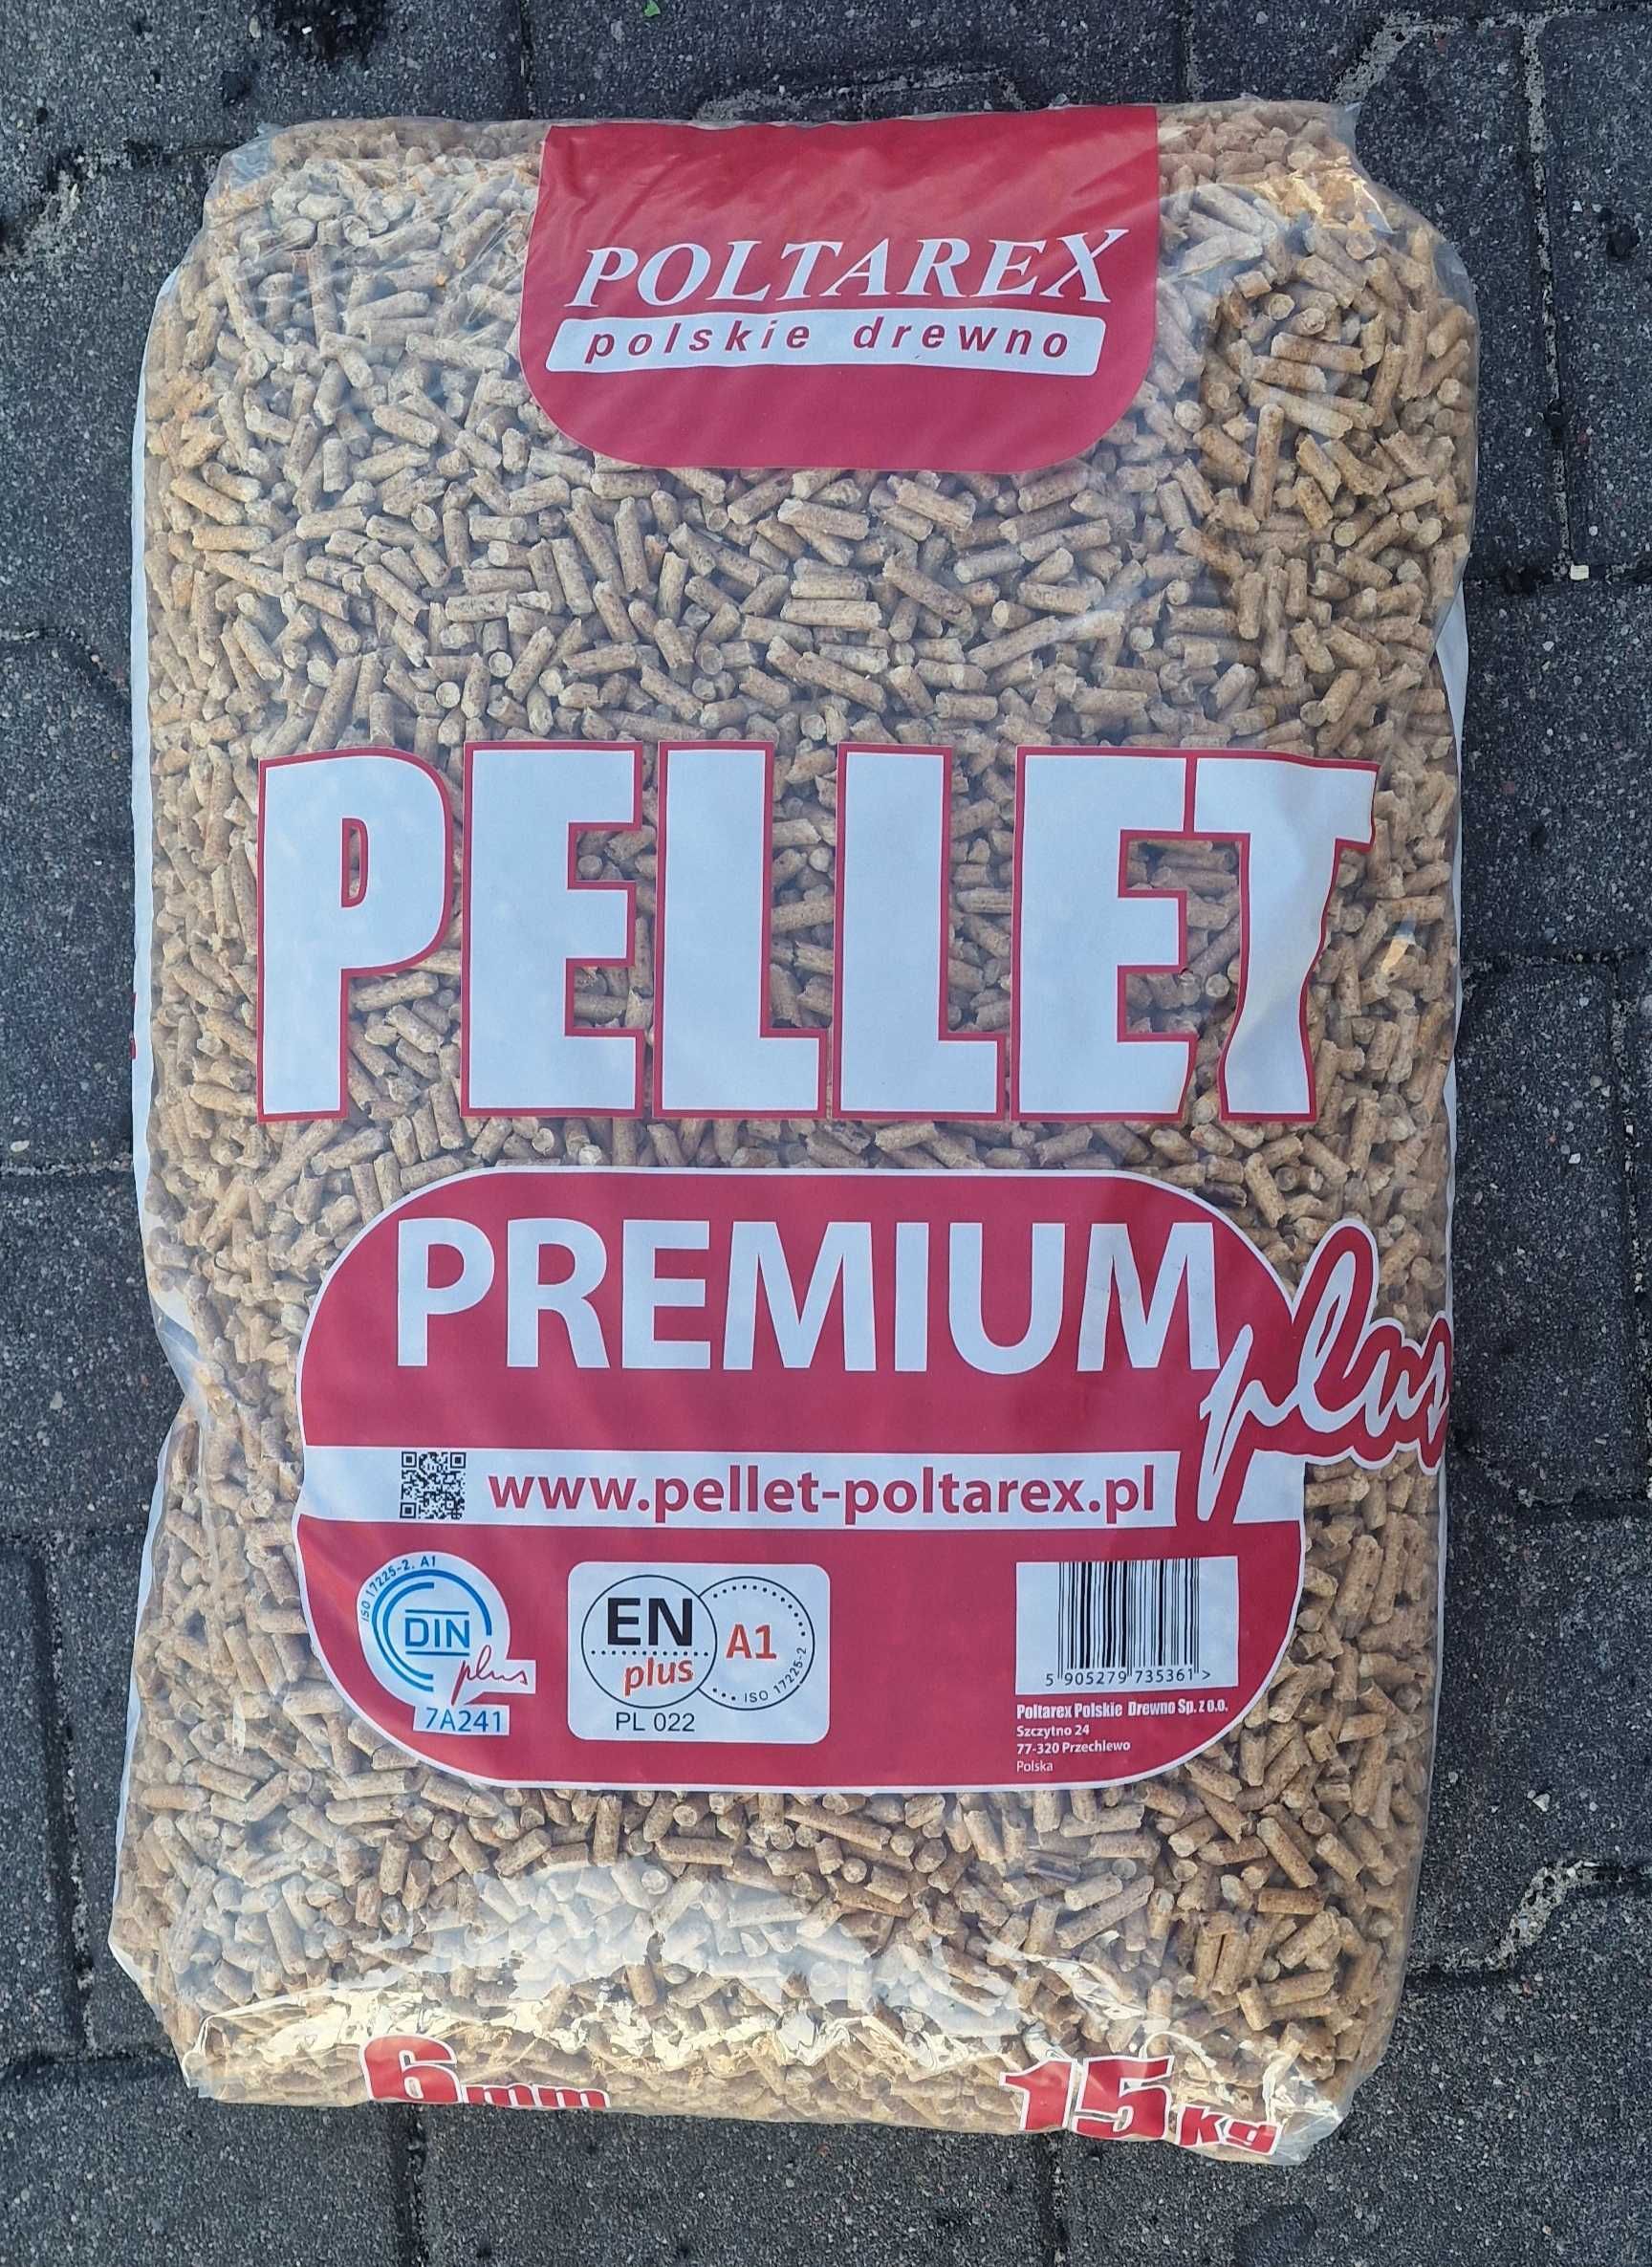 POLTAREX
polskie drewno
PELLET
PREMIUM plus
www.pellet-poltarex.pl
ISO 17225-2. A1
DIN
plus
7A241
EN
plus
A1
ISO 17225-2
PL 022
5 905279 735361 >
Poltarex Polskie Drewno Sp. z o.o.
Szczytno 24
77-320 Przechlewo
Polska
6mm
15kg